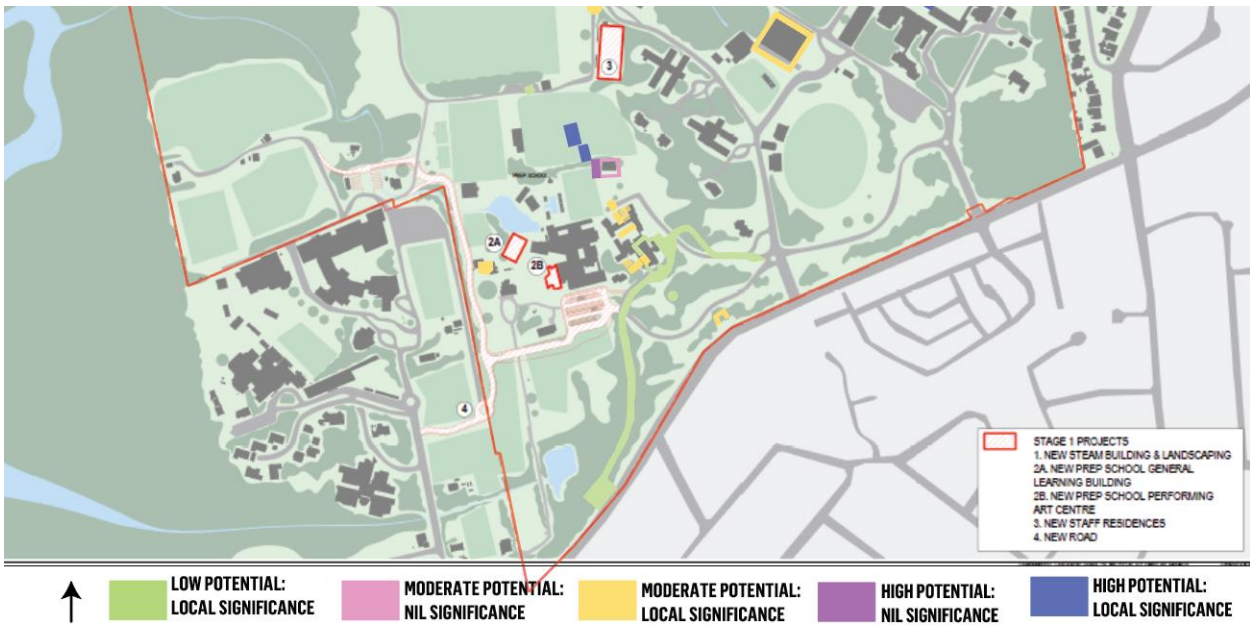 3
PREP SCHOOL
2A
2B
4
STAGE 1 PROJECTS
1. NEW STEAM BUILDING & LANDSCAPING
2A. NEW PREP SCHOOL GENERAL
LEARNING BUILDING
2B. NEW PREP SCHOOL PERFORMING
ART CENTRE
3. NEW STAFF RESIDENCES
4. NEW ROAD
LOW POTENTIAL:
LOCAL SIGNIFICANCE
MODERATE POTENTIAL:
NIL SIGNIFICANCE
MODERATE POTENTIAL:
LOCAL SIGNIFICANCE
HIGH POTENTIAL:
NIL SIGNIFICANCE
HIGH POTENTIAL:
LOCAL SIGNIFICANCE